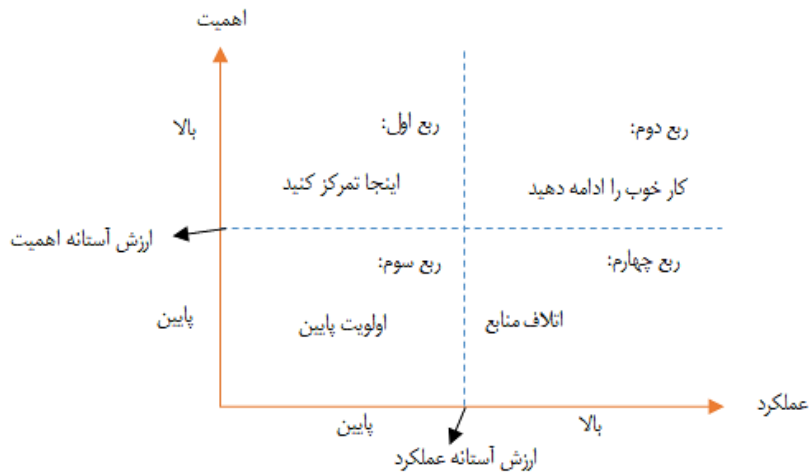 اهمیت
بالا
ربع اول:
ربع دوم:
اینجا تمرکز کنید
کار خوب را ادامه دهید
ارزش آستانه اهمیت
ربع سوم:
ربع چهارم:
پایین
اولویت پایین
اتلاف منابع
عملکرد
پایین
بالا
ارزش آستانه عملکرد